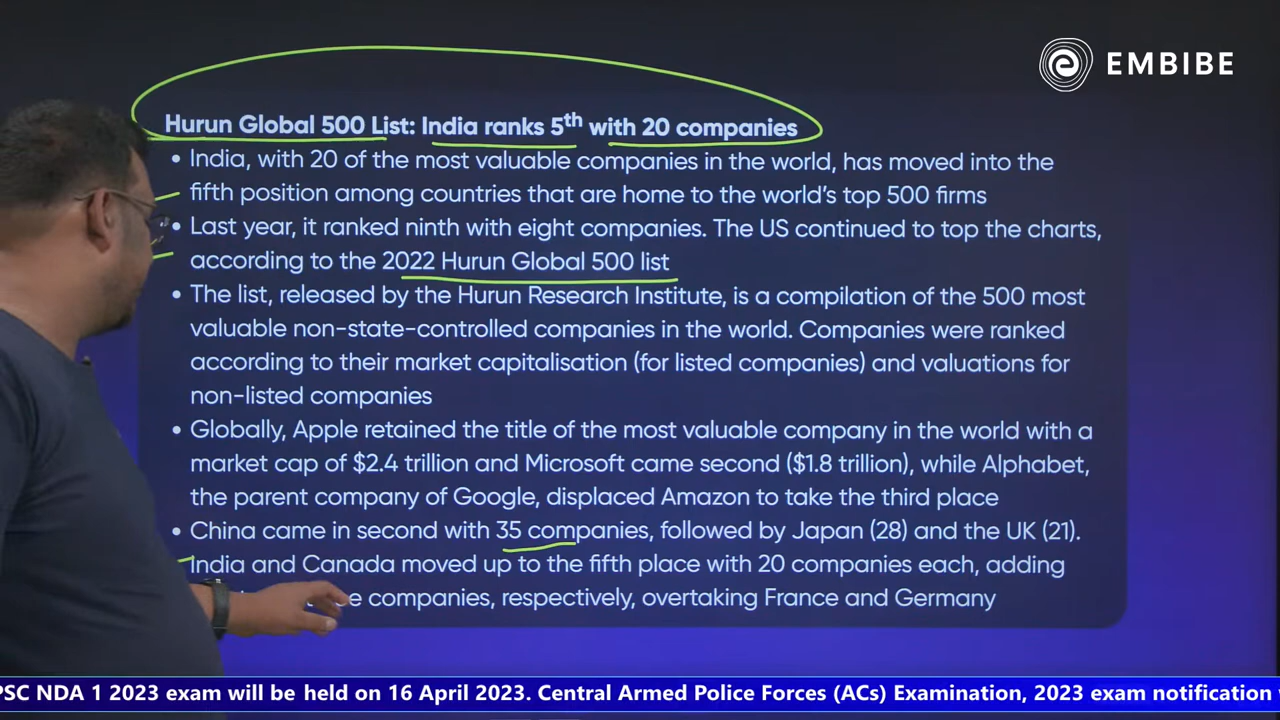 EMBIBE
Hurun Global 500 List: India ranks 5th with 20 companies
• India, with 20 of the most valuable companies in the world, has moved into the
fifth position among countries that are home to the world's top 500 firms
• Last year, it ranked ninth with eight companies. The US continued to top the charts,
according to the 2022 Hurun Global 500 list
• The list, released by the Hurun Research Institute, is a compilation of the 500 most
valuable non-state-controlled companies in the world. Companies were ranked
according to their market capitalisation (for listed companies) and valuations for
non-listed companies
• Globally, Apple retained the title of the most valuable company in the world with a
market cap of $2.4 trillion and Microsoft came second ($1.8 trillion), while Alphabet,
the parent company of Google, displaced Amazon to take the third place
• China came in second with 35 companies, followed by Japan (28) and the UK (21).
India and Canada moved up to the fifth place with 20 companies each, adding
companies, respectively, overtaking France and Germany
PSC NDA 1 2023 exam will be held on 16 April 2023. Central Armed Police Forces (ACs) Examination, 2023 exam notification